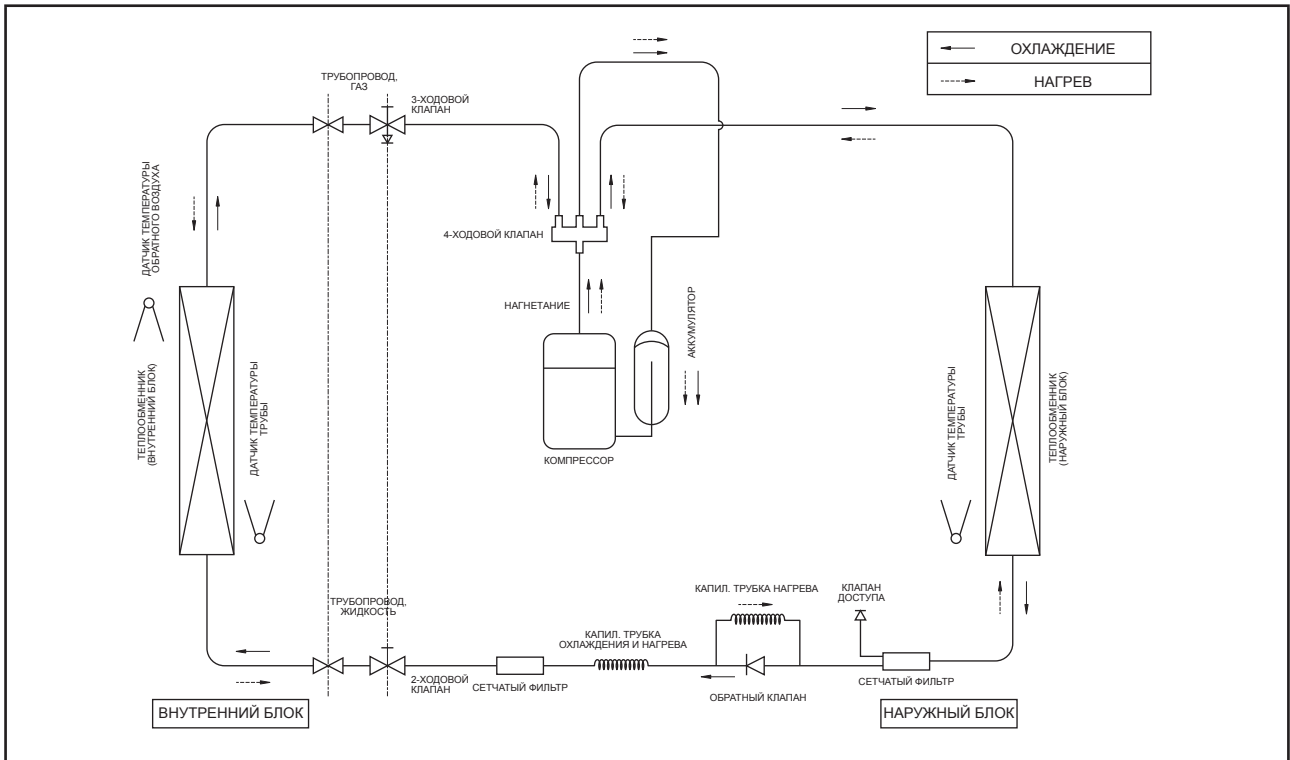 ОХЛАЖДЕНИЕ
НАГРЕВ
ТРУБОПРОВОД,
ГАЗ
3-ХОДОВОЙ
КЛАПАН
ДАТЧИК ТЕМПЕРАТУРЫ
ОБРАТНОГО ВОЗДУХА
4-ХОДОВОЙ КЛАПАН
НАГНЕТАНИЕ
АККУМУЛЯТОР
КОМПРЕССОР
ТЕПЛООБМЕННИК
(ВНУТРЕННИЙ БЛОК)
ДАТЧИК ТЕМПЕРАТУРЫ
ТРУБЫ
ДАТЧИК ТЕМПЕРАТУРЫ
ТРУБЫ
ТЕПЛООБМЕННИК
(НАРУЖНЫЙ БЛОК)
ТРУБОПРОВОД,
ЖИДКОСТЬ
КАПИЛ. ТРУБКА
ОХЛАЖДЕНИЯ И НАГРЕВА
КАПИЛ. ТРУБКА НАГРЕВА
КЛАПАН
ДОСТУПА
2-ХОДОВОЙ
КЛАПАН
СЕТЧАТЫЙ ФИЛЬТР
ОБРАТНЫЙ КЛАПАН
СЕТЧАТЫЙ ФИЛЬТР
ВНУТРЕННИЙ БЛОК
НАРУЖНЫЙ БЛОК